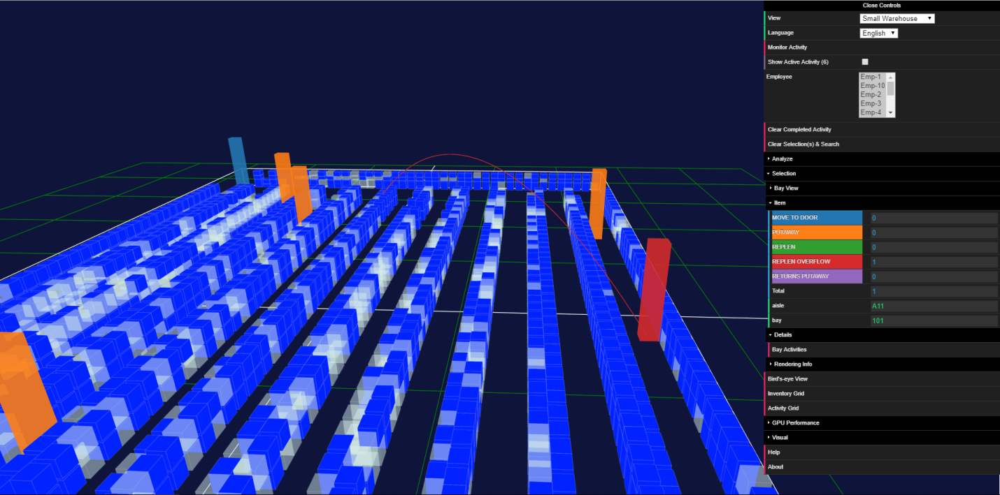 Close Controls
View Small Warehouse
Language English
Monitor Activity
Show Active Activity (6)
Employee Emp-1
Emp-10
Emp-2
Emp-3
Emp-4
Clear Completed Activity
Clear Selection(s) & Search
Analyze
Selection
Bay View
Item
MOVE TO DOOR 0
PUTAWAY 0
REPLEN 0
REPLEN OVERFLOW 1
RETURNS PUTAWAY 0
Total 1
aisle A11
bay 101
Details
Bay Activities
Rendering Info
Bird's-eye View
Inventory Grid
Activity Grid
GPU Performance
Visual
Help
About